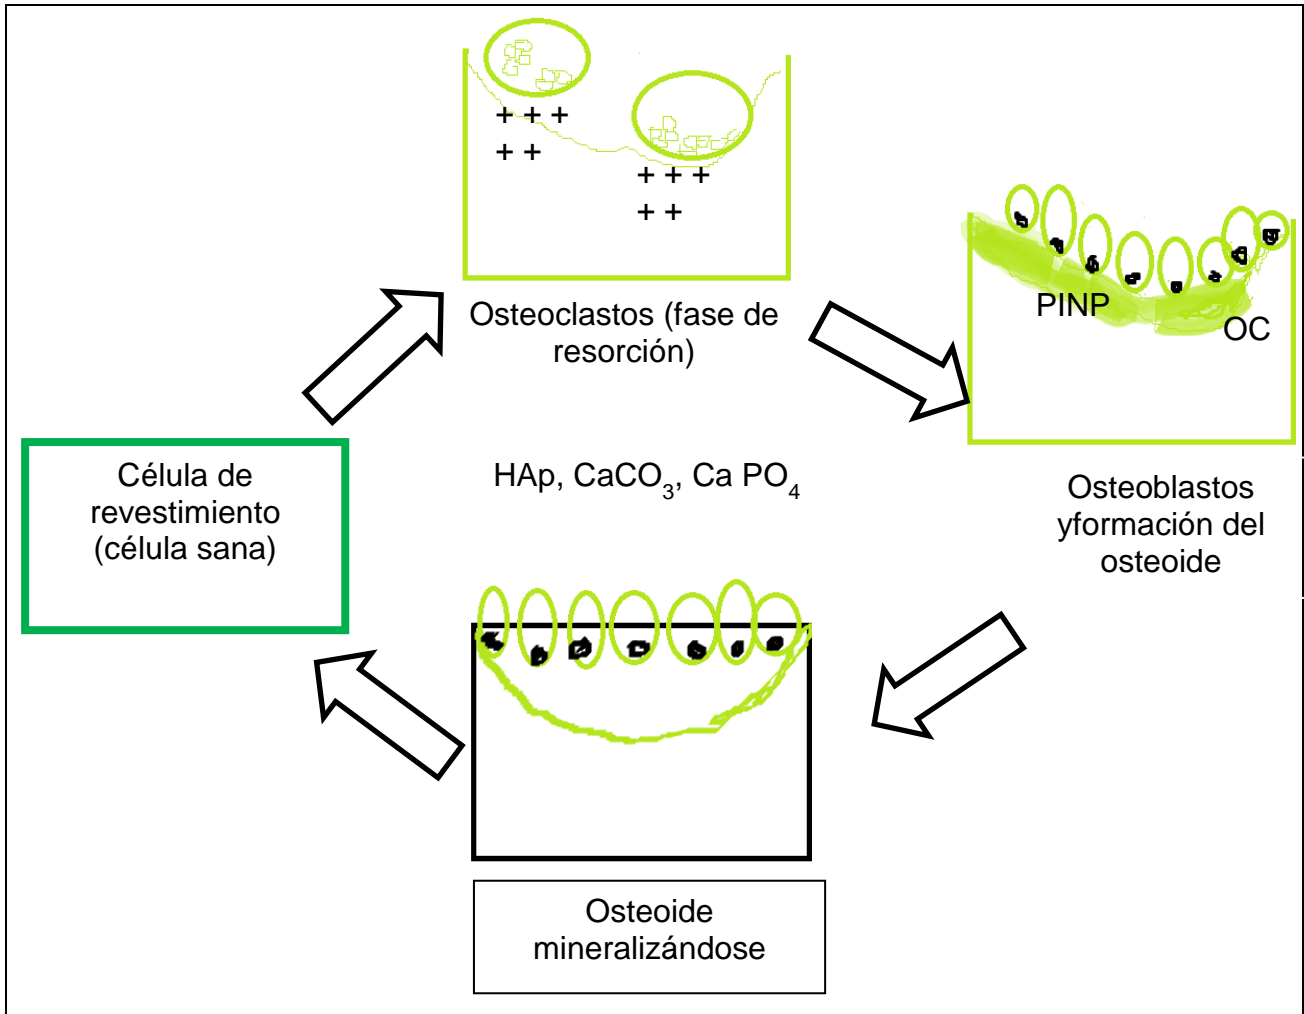 + + +
+ +
+ + +
+ +
Osteoclastos (fase de
resorción)
PINP
OC
Célula de
revestimiento
(célula sana)
HAp, CaCO3, Ca PO4
Osteoblastos
yformación del
osteoide
Osteoide
mineralizándose